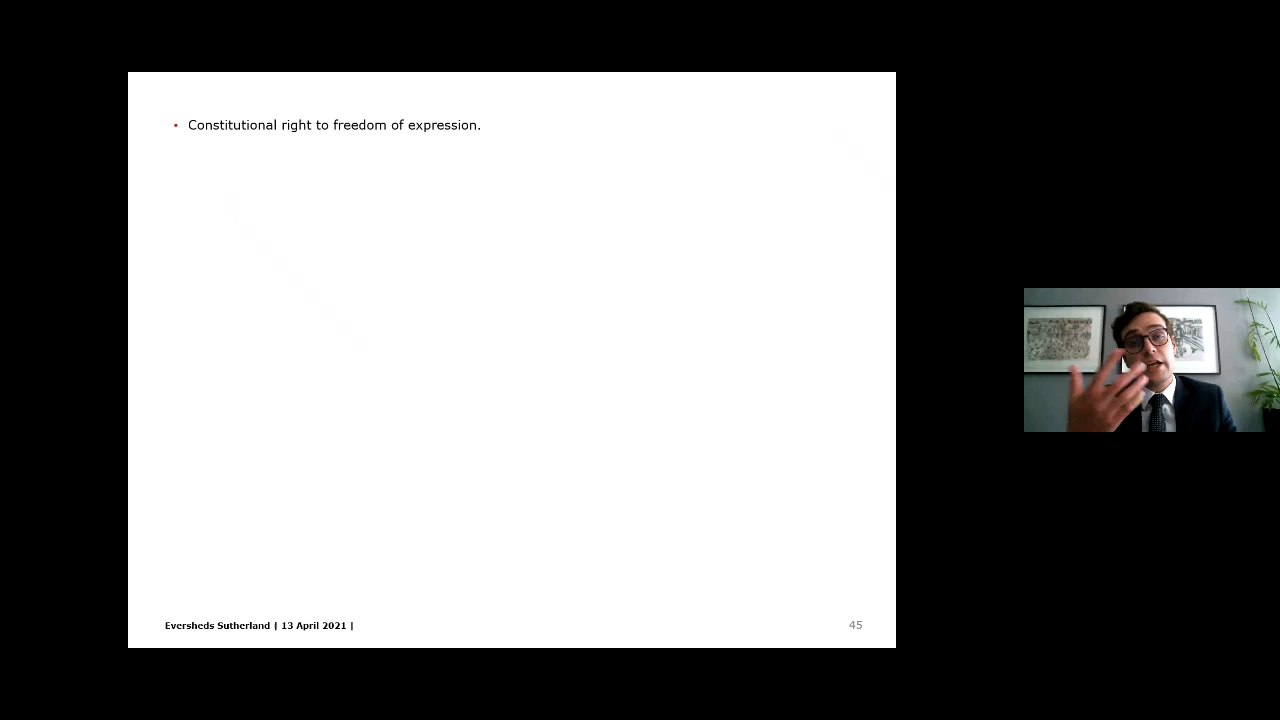 • Constitutional right to freedom of expression.
Eversheds Sutherland | 13 April 2021 |
45